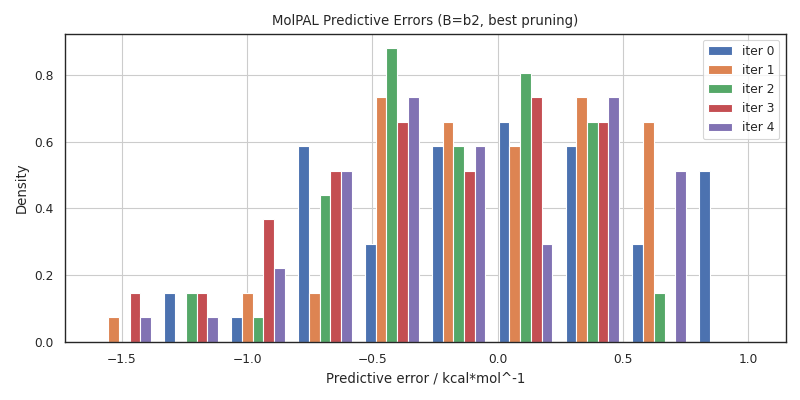 MolPAL Predictive Errors (B=b2, best pruning)
iter 0
iter 1
iter 2
iter 3
iter 4
Density
0.8
0.6
0.4
0.2
0.0
−1.5 −1.0 −0.5 0.0 0.5 1.0
Predictive error / kcal*mol^-1